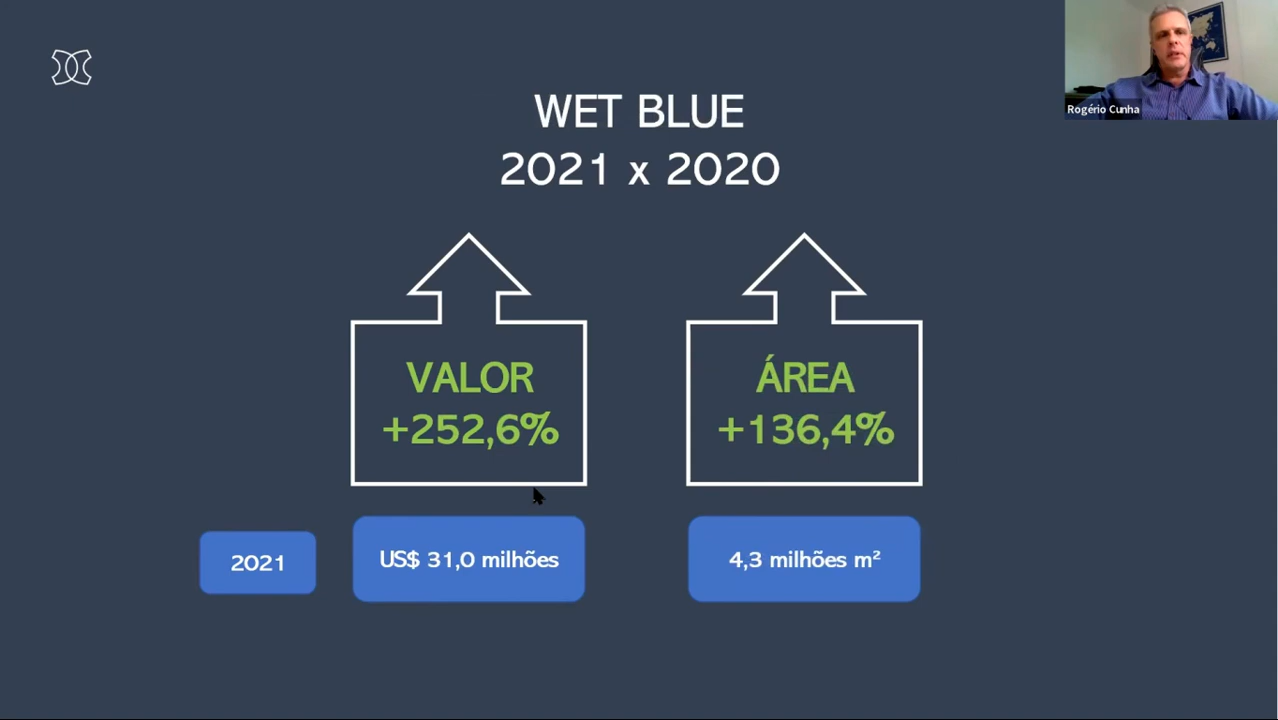 Rogério Cunha
WET BLUE
2021 x 2020
VALOR
+252,6%
ÁREA
+136,4%
2021
US$ 31,0 milhões
4,3 milhões m²